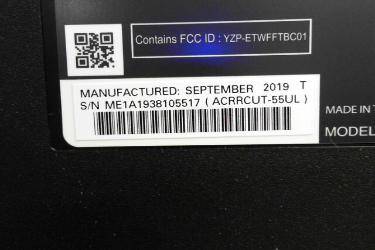 Contains FCC ID : YZP-ETWFFTBC01
MANUFACTURED: SEPTEMBER 2019 T
S/N ME1A1938105517 ( ACRRCUT-55UL )
MADE IN
MODEL